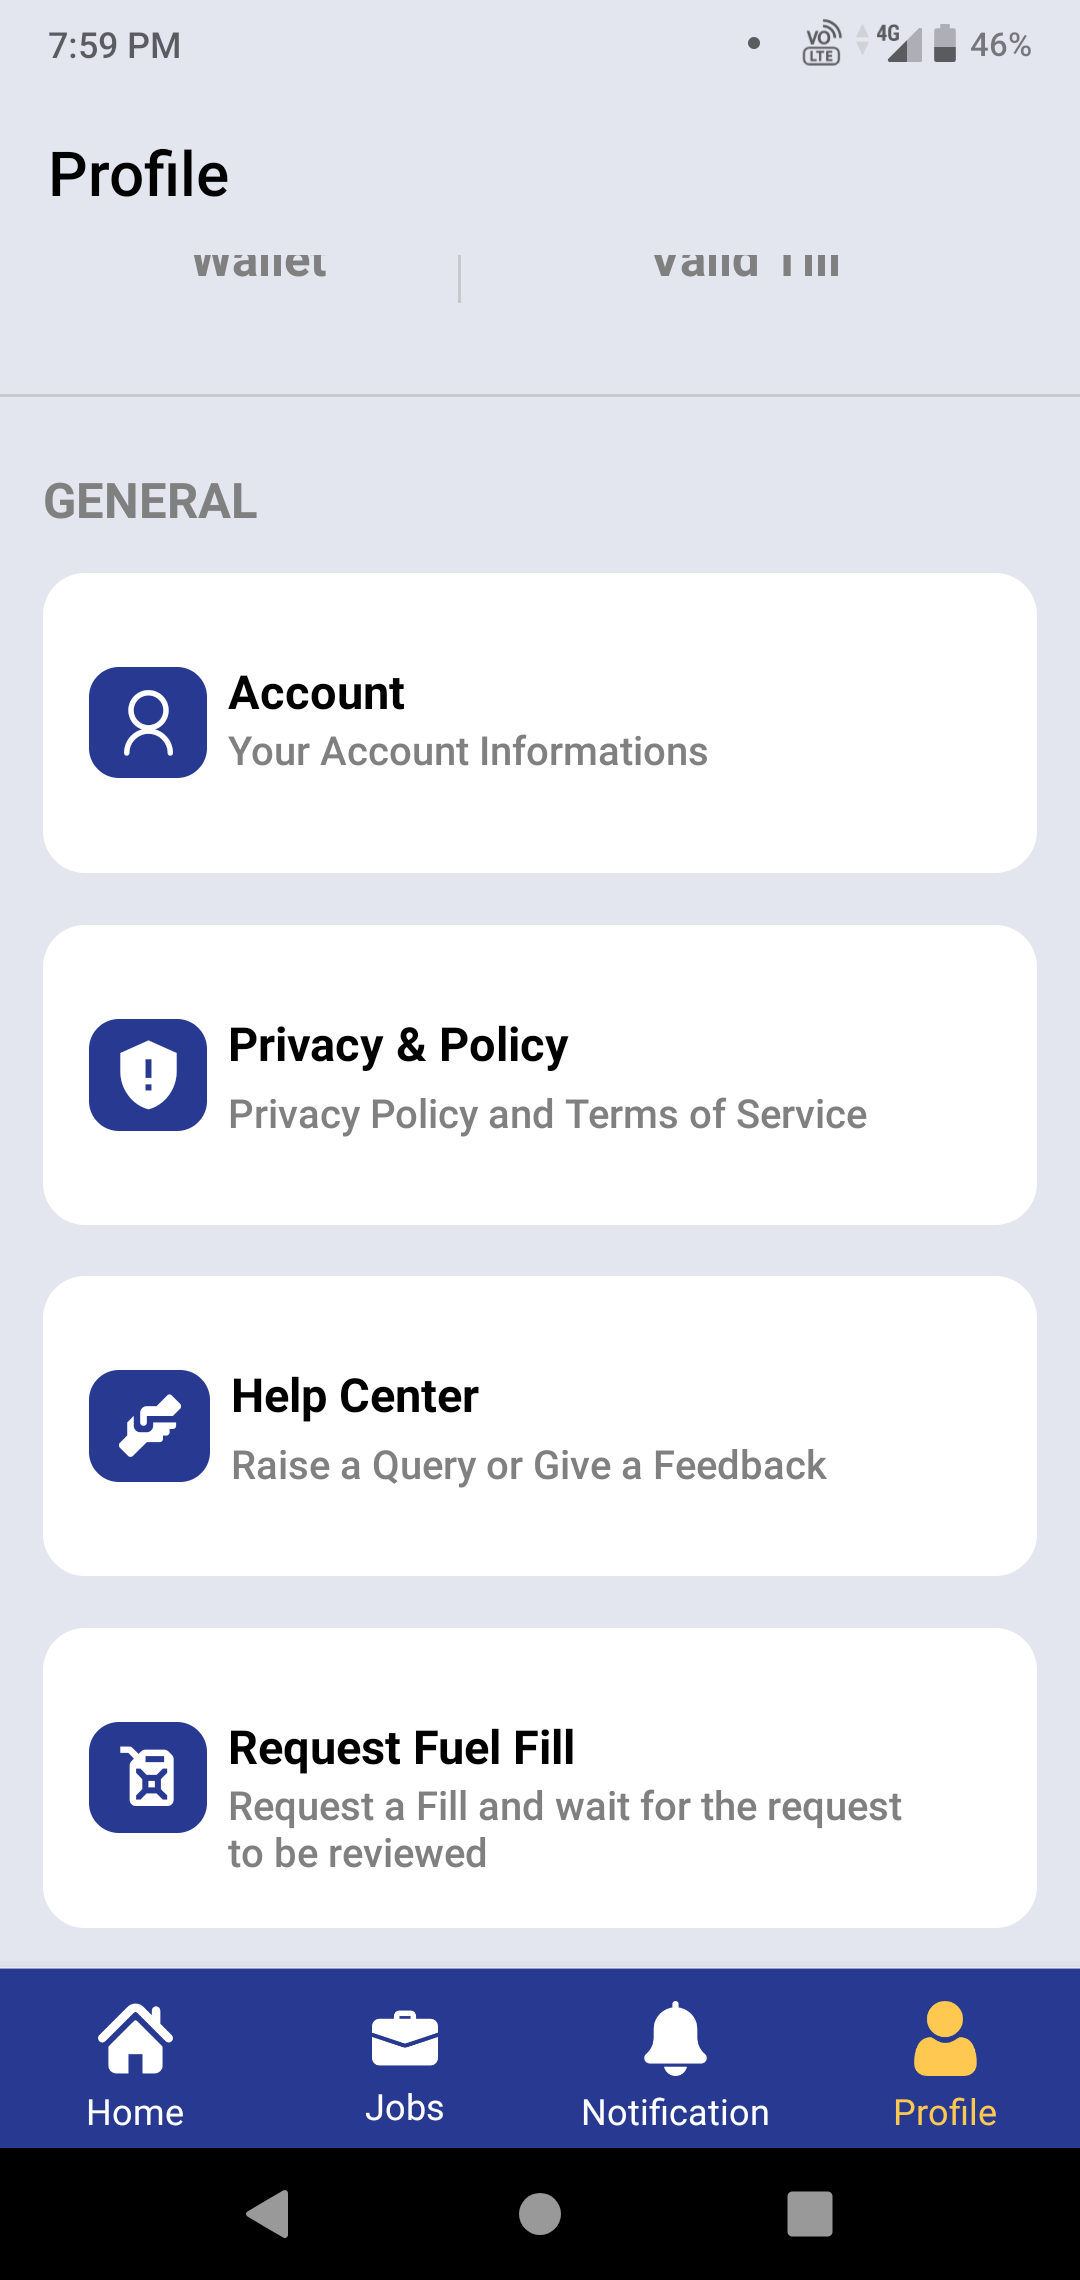 7:59 PM
VO LTE 4G 46%
Profile
Wallet Valid Till
GENERAL
Account
Your Account Informations
Privacy & Policy
Privacy Policy and Terms of Service
Help Center
Raise a Query or Give a Feedback
Request Fuel Fill
Request a Fill and wait for the request
to be reviewed
Home Jobs Notification Profile